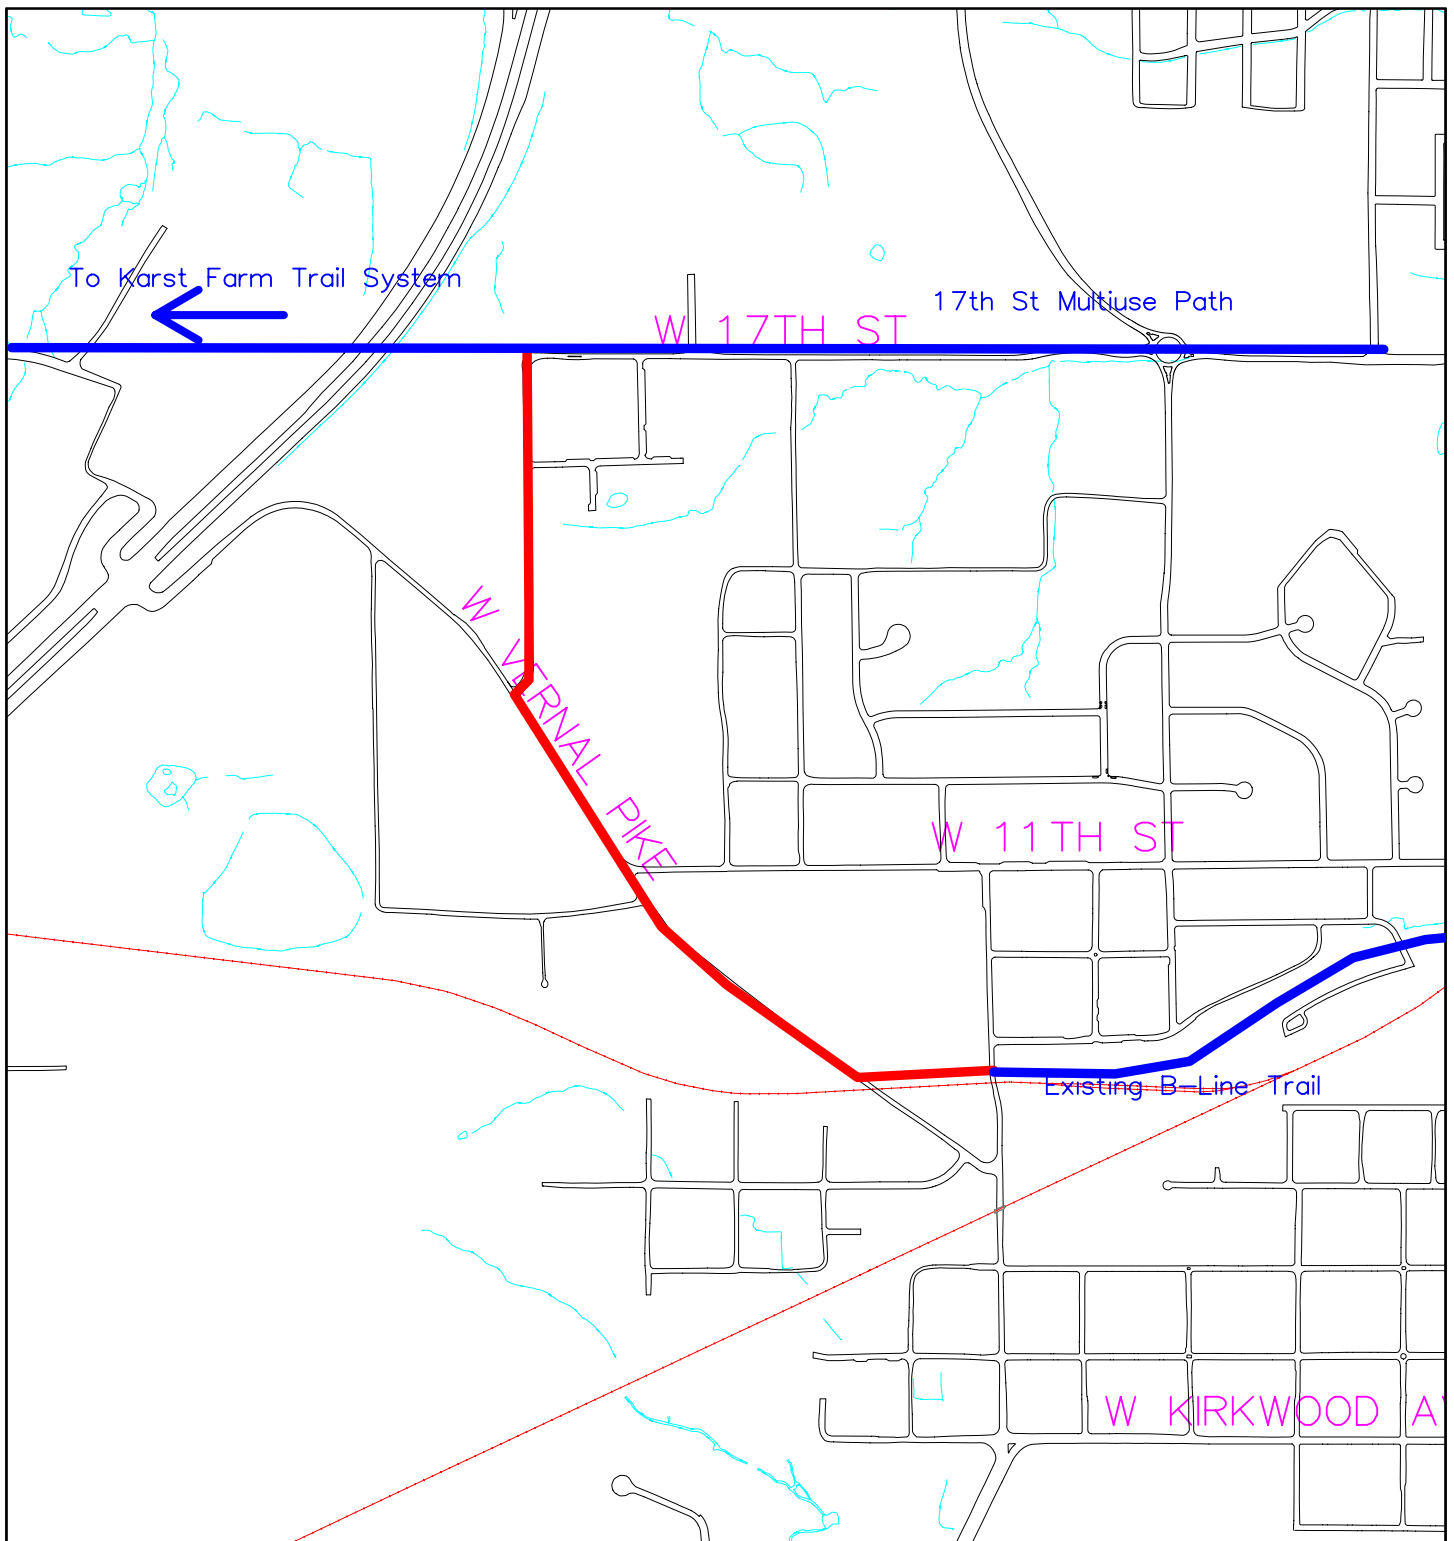 To Karst Farm Trail System
17th St Multiuse Path
W 17TH ST
W VERNAL PIKE
W 11TH ST
Existing B-Line Trail
W KIRKWOOD AV